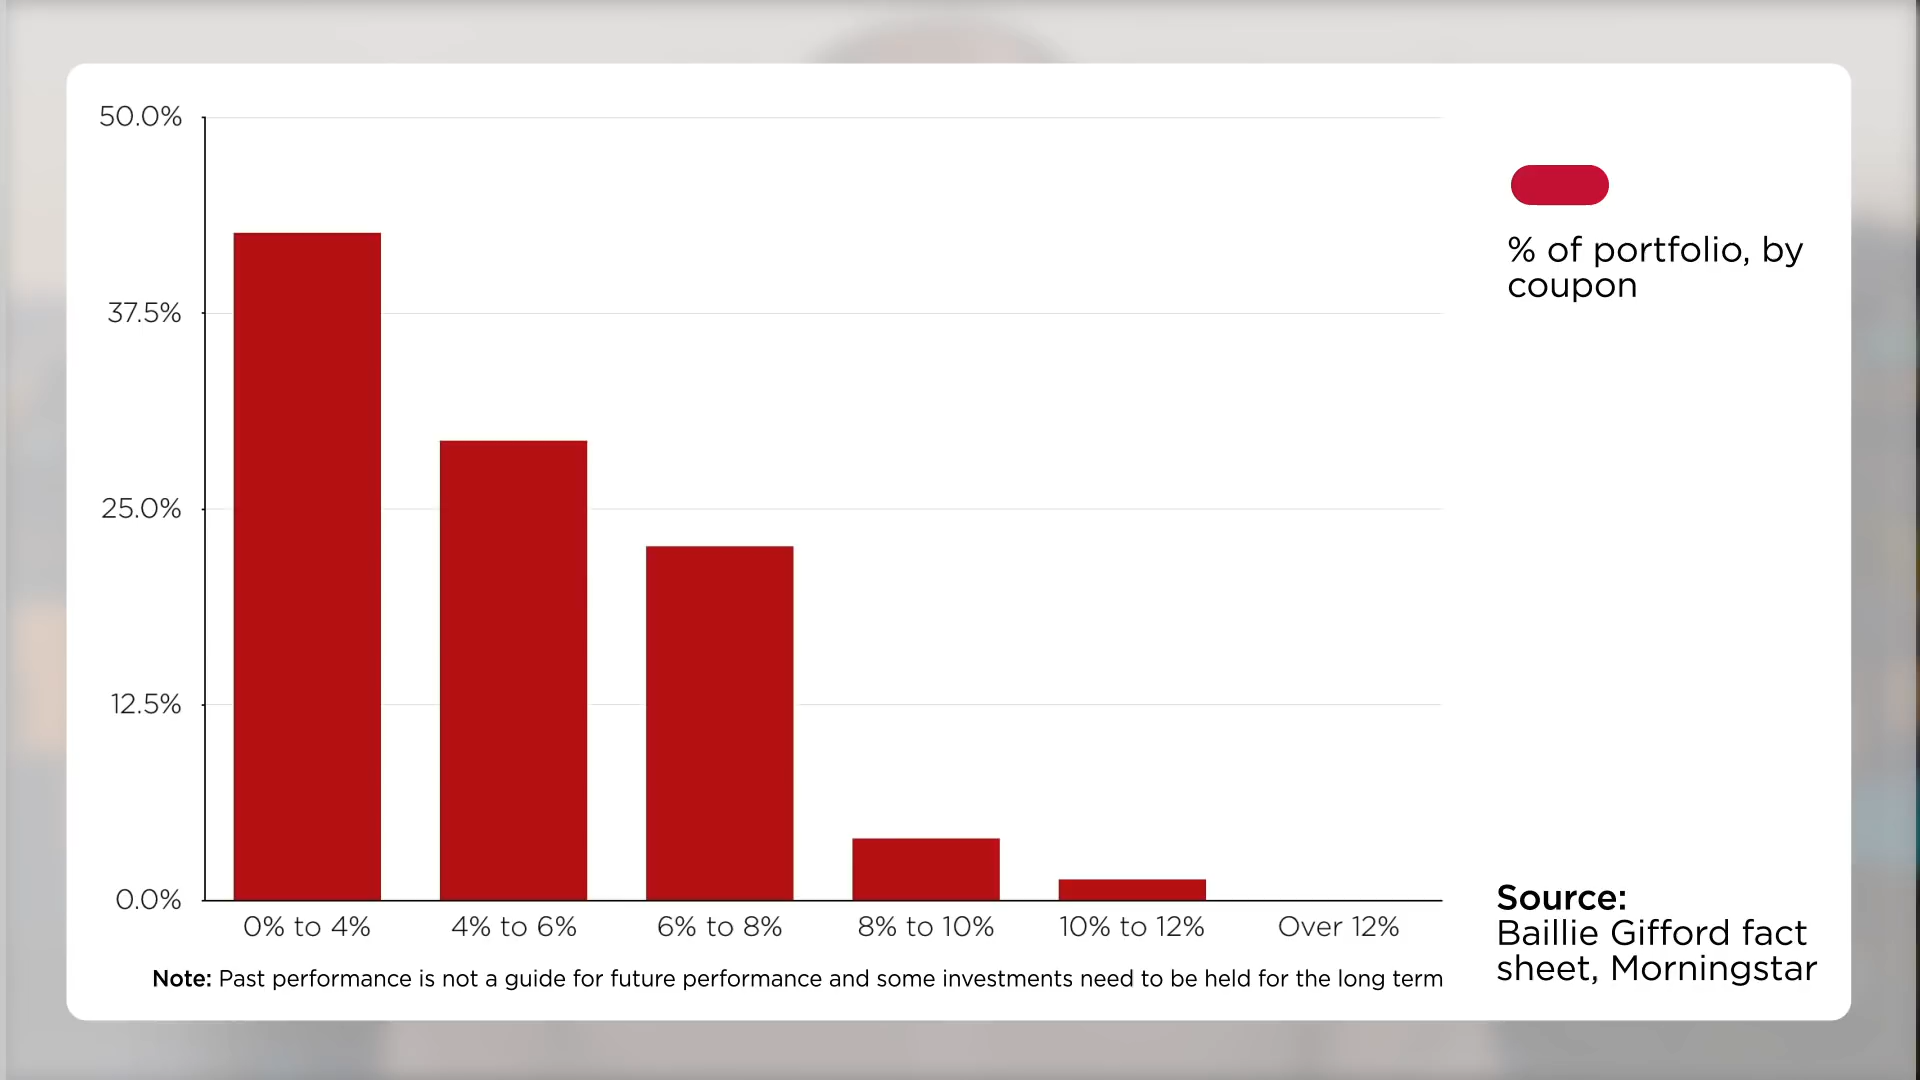 50.0%
37.5%
25.0%
12.5%
0.0%
0% to 4%
4% to 6%
6% to 8%
8% to 10%
10% to 12%
Over 12%
Note: Past performance is not a guide for future performance and some investments need to be held for the long term
% of portfolio, by
coupon
Source:
Baillie Gifford fact
sheet, Morningstar